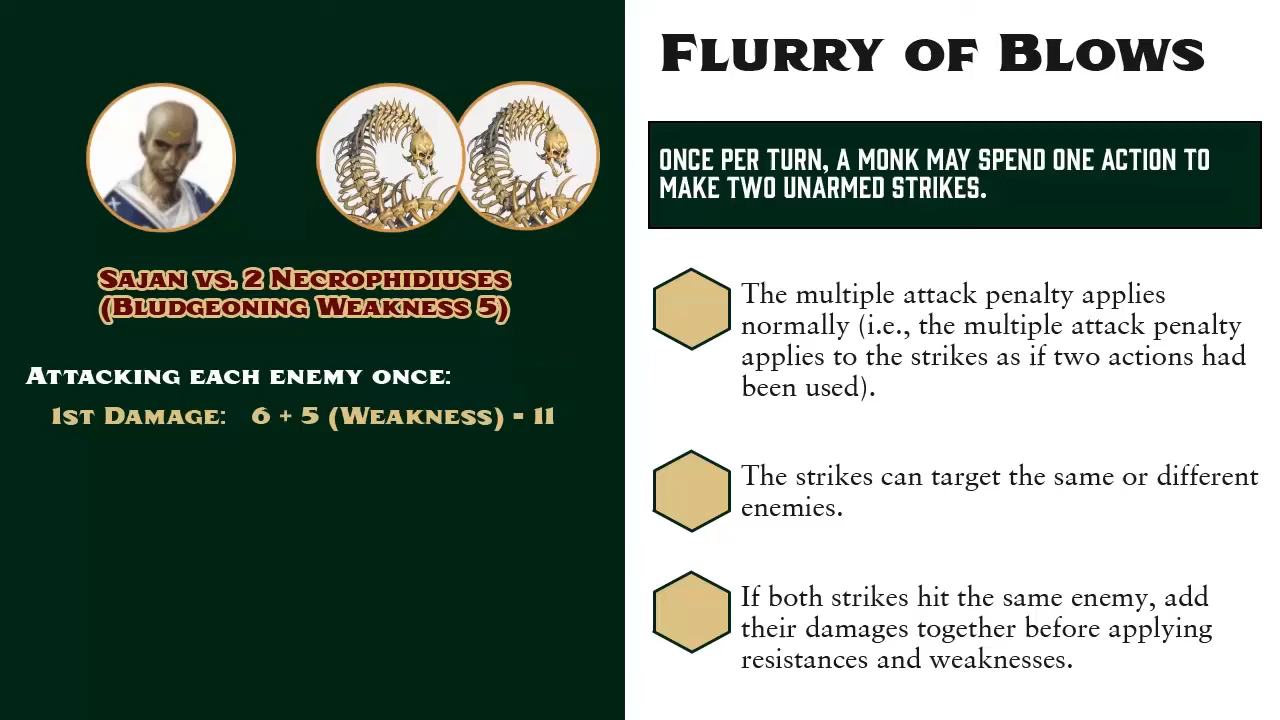 Sajan vs. 2 Necrophidiuses
(Bludgeoning Weakness 5)
Attacking each enemy once:
1st Damage: 6 + 5 (Weakness) = 11
Flurry of Blows
ONCE PER TURN, A MONK MAY SPEND ONE ACTION TO
MAKE TWO UNARMED STRIKES.
The multiple attack penalty applies
normally (i.e., the multiple attack penalty
applies to the strikes as if two actions had
been used).
The strikes can target the same or different
enemies.
If both strikes hit the same enemy, add
their damages together before applying
resistances and weaknesses.